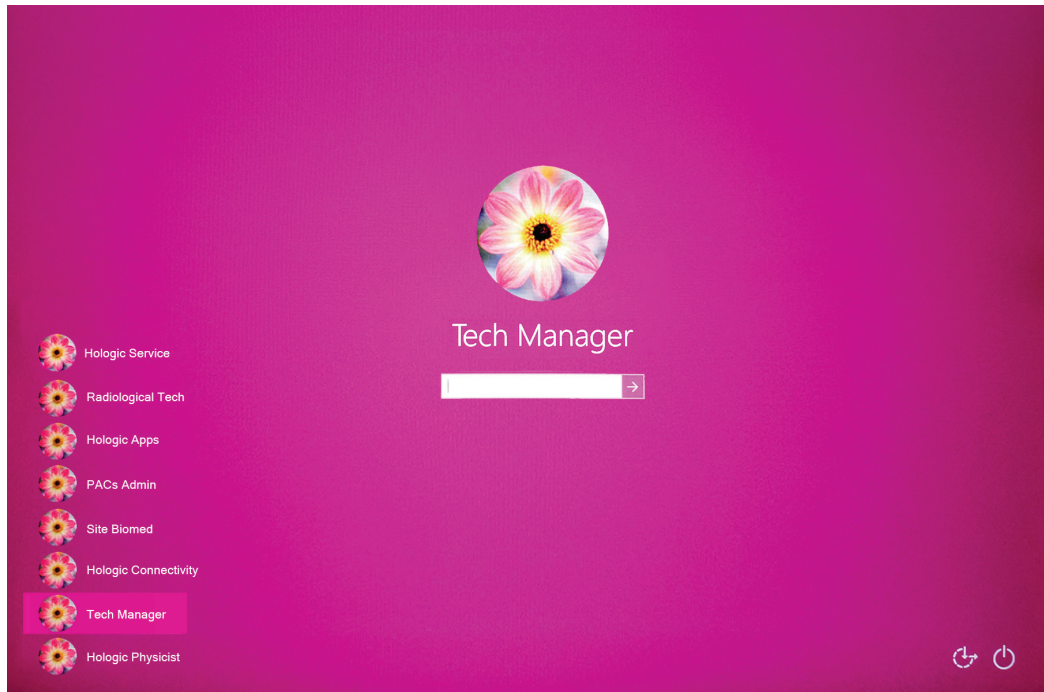 Tech Manager
Hologic Service
Radiological Tech
Hologic Apps
PACs Admin
Site Biomed
Hologic Connectivity
Tech Manager
Hologic Physicist